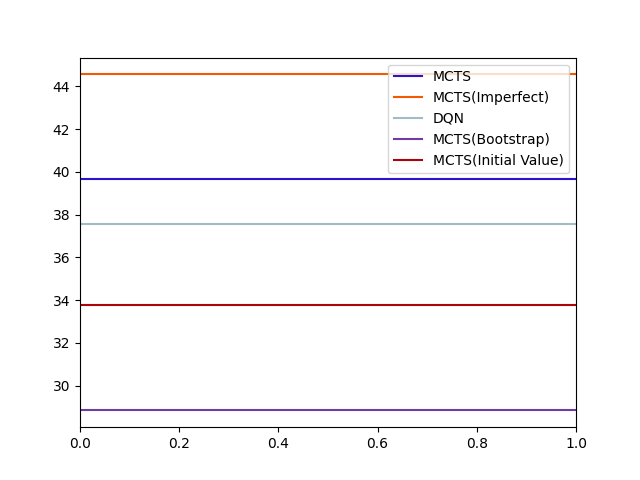 MCTS
MCTS(Imperfect)
DQN
MCTS(Bootstrap)
MCTS(Initial Value)
44
42
40
38
36
34
32
30
0.0 0.2 0.4 0.6 0.8 1.0